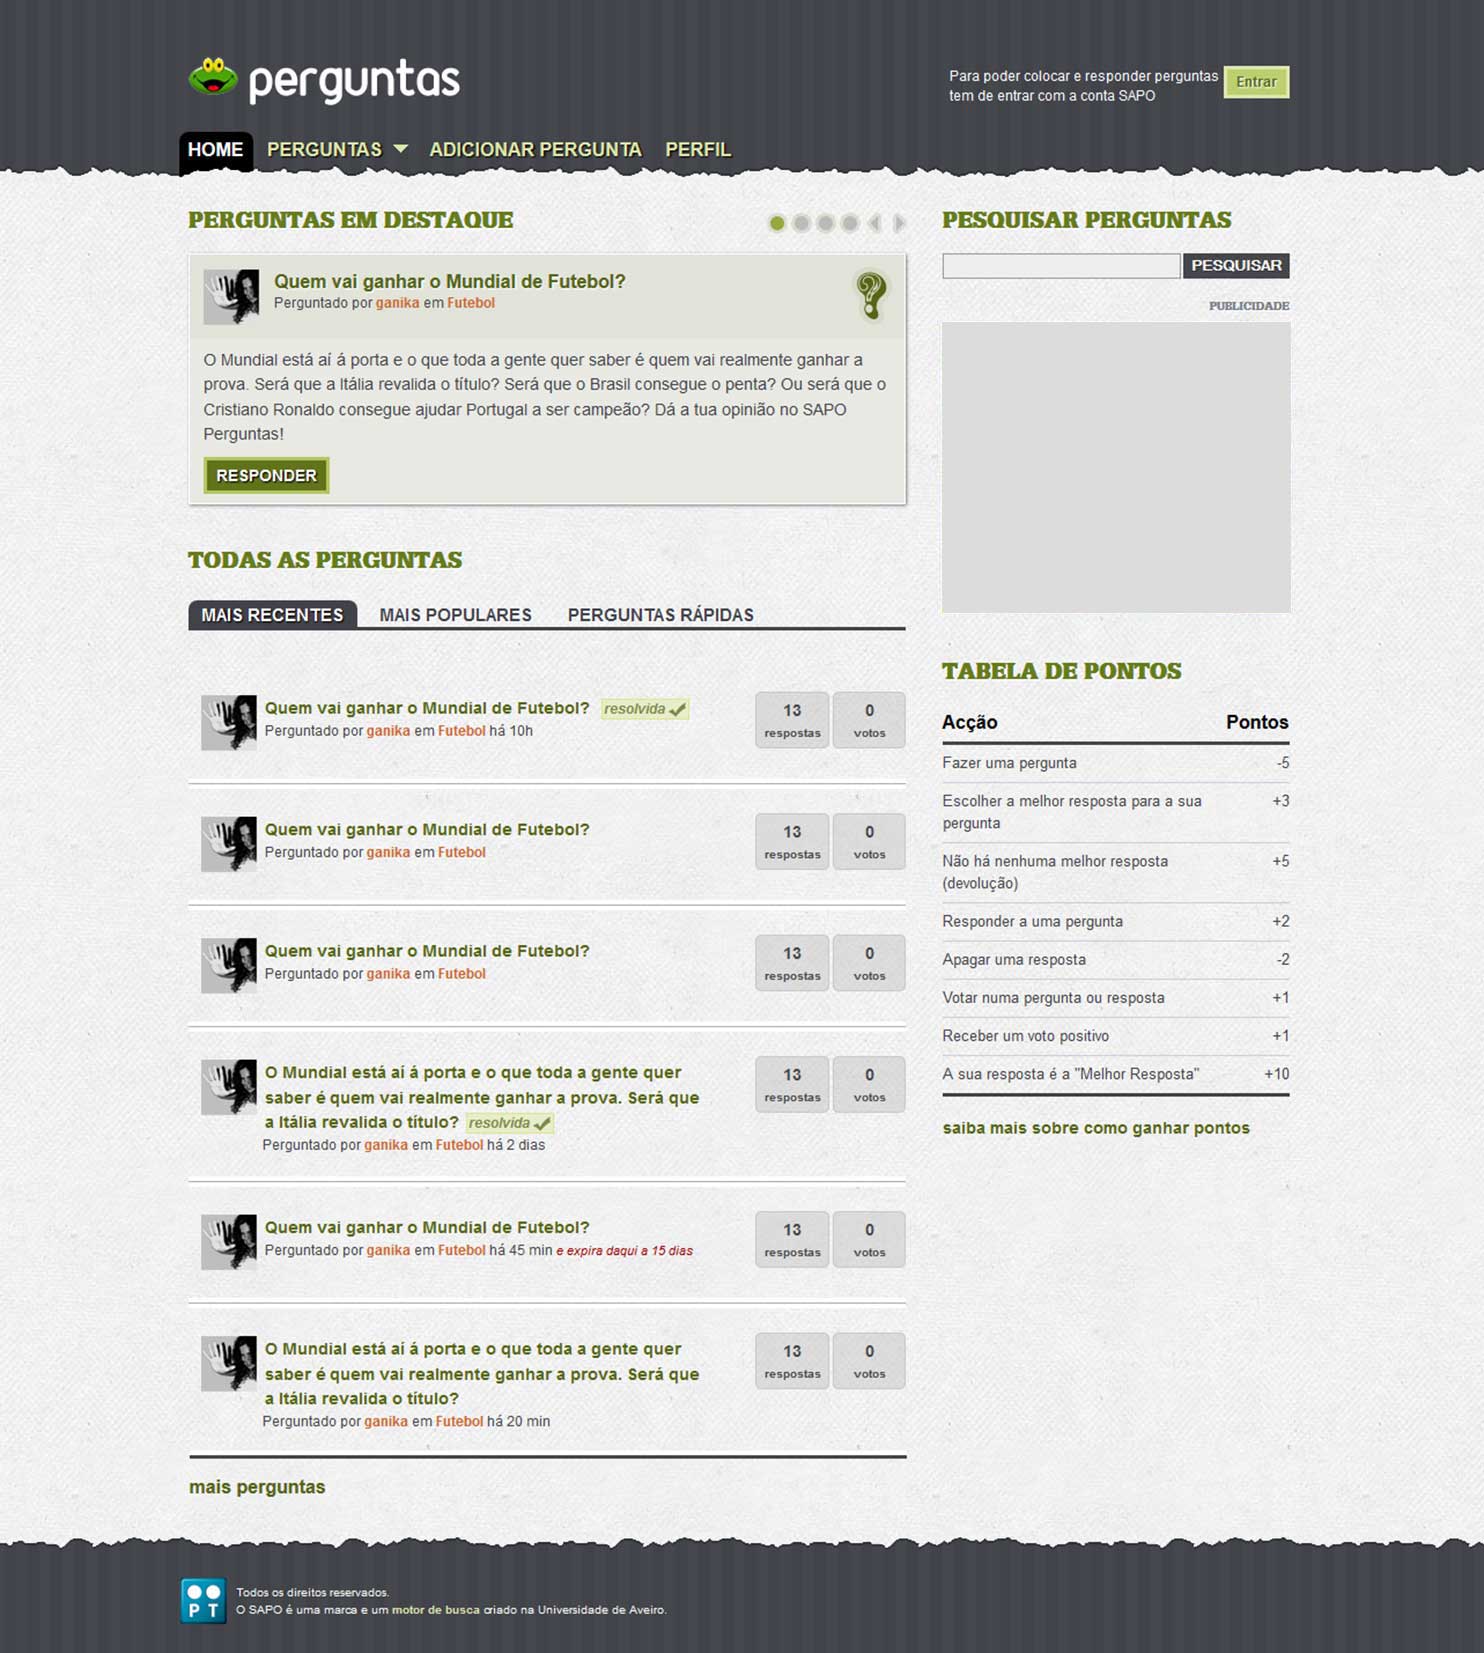 perguntas
Para poder colocar e responder perguntas
tem de entrar com a conta SAPO
Entrar
HOME PERGUNTAS ADICIONAR PERGUNTA PERFIL
PERGUNTAS EM DESTAQUE
Quem vai ganhar o Mundial de Futebol?
Perguntado por ganika em Futebol
?
O Mundial está aí á porta e o que toda a gente quer saber é quem vai realmente ganhar a
prova. Será que a Itália revalida o título? Será que o Brasil consegue o penta? Ou será que o
Cristiano Ronaldo consegue ajudar Portugal a ser campeão? Dá a tua opinião no SAPO
Perguntas!
RESPONDER
TODAS AS PERGUNTAS
MAIS RECENTES MAIS POPULARES PERGUNTAS RÁPIDAS
Quem vai ganhar o Mundial de Futebol? resolvida
Perguntado por ganika em Futebol há 10h
13 0
respostas votos
Quem vai ganhar o Mundial de Futebol?
Perguntado por ganika em Futebol
13 0
respostas votos
Quem vai ganhar o Mundial de Futebol?
Perguntado por ganika em Futebol
13 0
respostas votos
O Mundial está aí á porta e o que toda a gente quer
saber é quem vai realmente ganhar a prova. Será que
a Itália revalida o título? resolvida
Perguntado por ganika em Futebol há 2 dias
13 0
respostas votos
Quem vai ganhar o Mundial de Futebol?
Perguntado por ganika em Futebol há 45 min e expira daqui a 15 dias
13 0
respostas votos
O Mundial está aí á porta e o que toda a gente quer
saber é quem vai realmente ganhar a prova. Será que
a Itália revalida o título?
Perguntado por ganika em Futebol há 20 min
13 0
respostas votos
mais perguntas
PESQUISAR PERGUNTAS
PESQUISAR
PUBLICIDADE
TABELA DE PONTOS
Acção Pontos
Fazer uma pergunta -5
Escolher a melhor resposta para a sua +3
pergunta
Não há nenhuma melhor resposta +5
(devolução)
Responder a uma pergunta +2
Apagar uma resposta -2
Votar numa pergunta ou resposta +1
Receber um voto positivo +1
A sua resposta é a "Melhor Resposta" +10
saiba mais sobre como ganhar pontos
PT
Todos os direitos reservados.
O SAPO é uma marca e um motor de busca criado na Universidade de Aveiro.